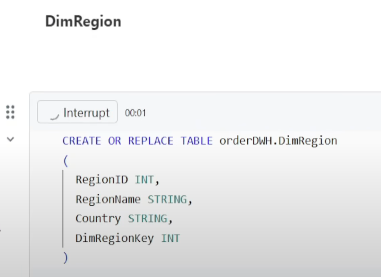 DimRegion
Interrupt 00:01
CREATE OR REPLACE TABLE orderDWH.DimRegion
(
RegionID INT,
RegionName STRING,
Country STRING,
DimRegionKey INT
)